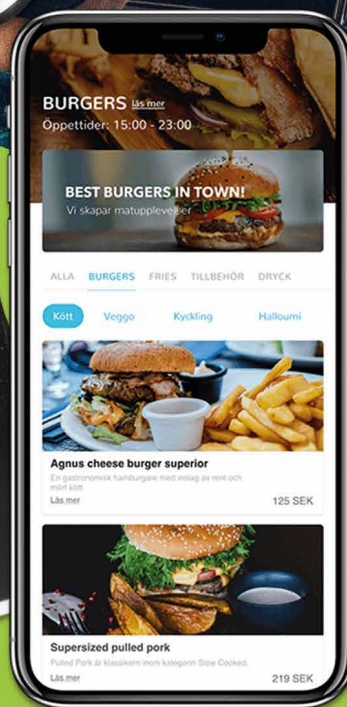 BURGERS läs mer
Öppettider: 15:00 - 23:00
BEST BURGERS IN TOWN!
Vi skapar matupplevelser
ALLA BURGERS FRIES TILLBEHÖR DRYCK
Kött Veggo Kyckling Halloumi
Agnus cheese burger superior
En gastronomisk hamburgare med inslag av rent och
mört kött
Läs mer 125 SEK
Supersized pulled pork
Pulled Pork är klassikern inom kategorin Slow Cooked.
Läs mer 219 SEK